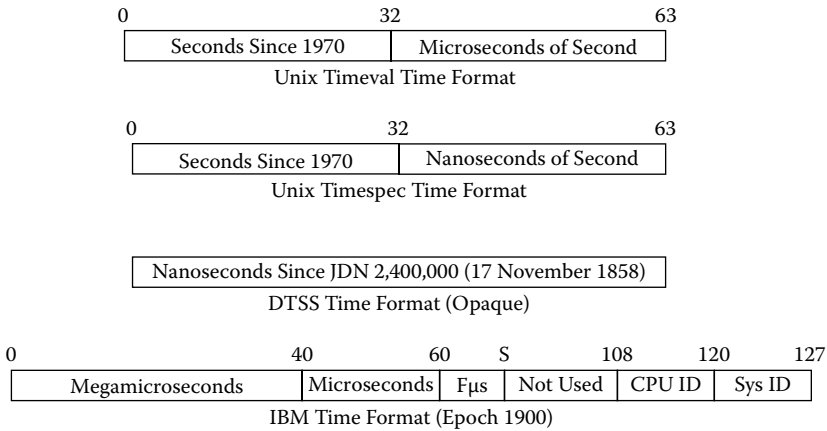 0 32 63
Seconds Since 1970 Microseconds of Second
Unix Timeval Time Format
0 32 63
Seconds Since 1970 Nanoseconds of Second
Unix Timespec Time Format
Nanoseconds Since JDN 2,400,000 (17 November 1858)
DTSS Time Format (Opaque)
0 40 60 S 108 120 127
Megamicroseconds Microseconds Fμs Not Used CPU ID Sys ID
IBM Time Format (Epoch 1900)